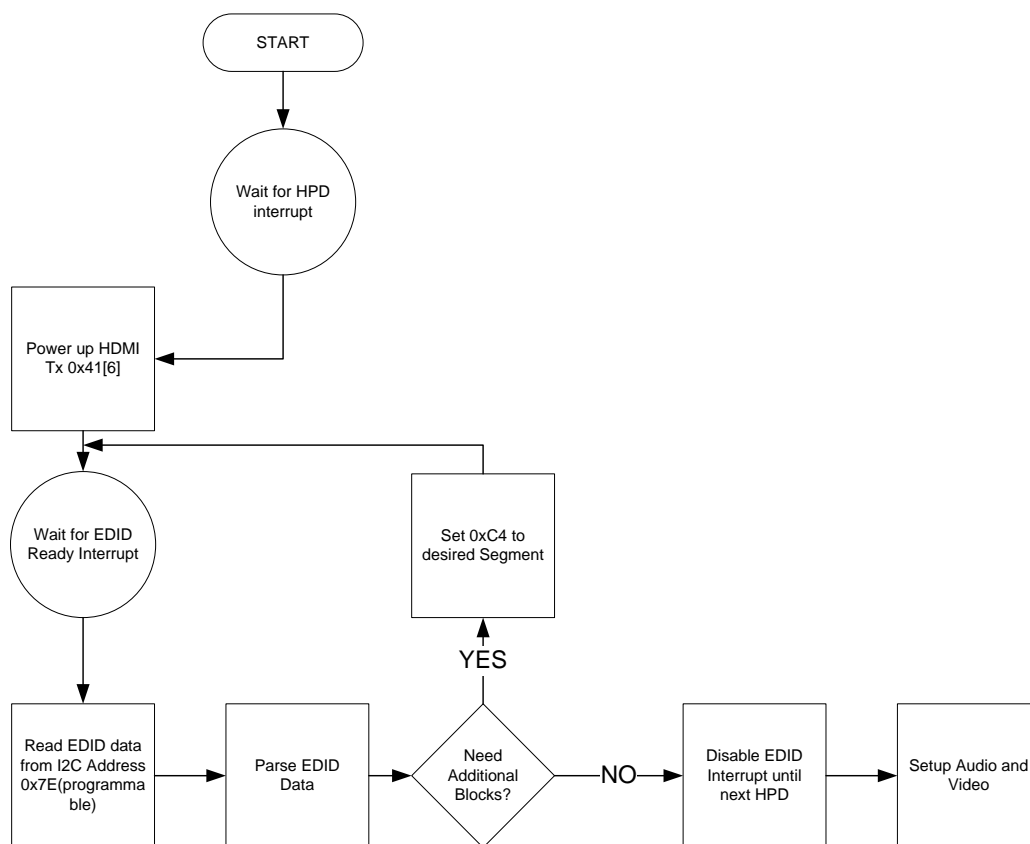 START
Wait for HPD
interrupt
Power up HDMI
Tx 0x41[6]
Wait for EDID
Ready Interrupt
Set 0xC4 to
desired Segment
YES
Read EDID data
from I2C Address
0x7E(programma
ble)
Parse EDID
Data
Need
Additional
Blocks?
NO
Disable EDID
Interrupt until
next HPD
Setup Audio and
Video